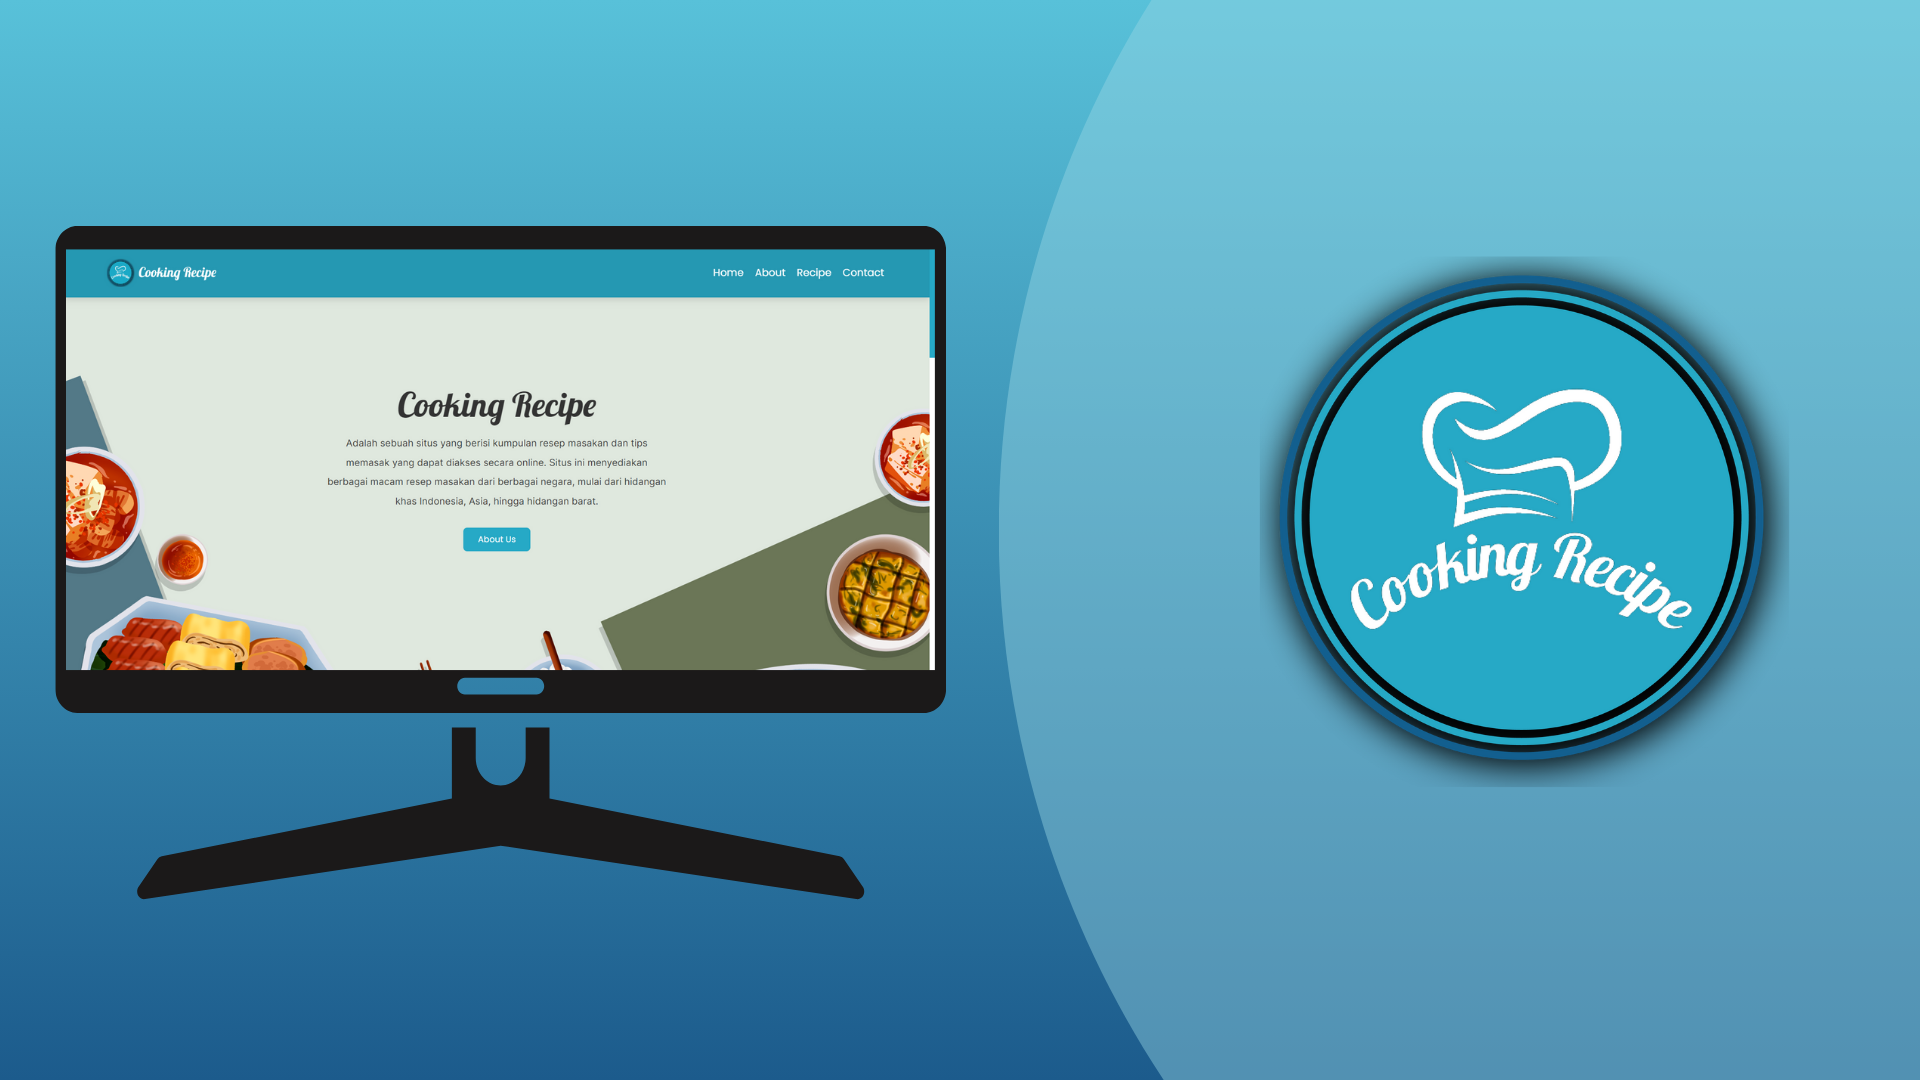 Cooking Recipe
Home About Recipe Contact
Cooking Recipe
Adalah sebuah situs yang berisi kumpulan resep masakan dan tips
memasak yang dapat diakses secara online. Situs ini menyediakan
berbagai macam resep masakan dari berbagai negara, mulai dari hidangan
khas Indonesia, Asia, hingga hidangan barat.
About Us
Cooking Recipe